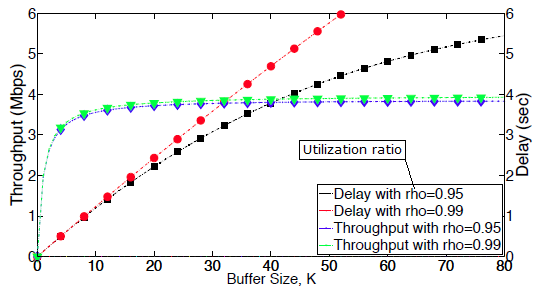 6
5
4
3
2
1
0
Throughput (Mbps)
6
5
4
3
2
1
0
Delay (sec)
Utilization ratio
Delay with rho=0.95
Delay with rho=0.99
Throughput with rho=0.95
Throughput with rho=0.99
0 10 20 30 40 50 60 70 80
Buffer Size, K